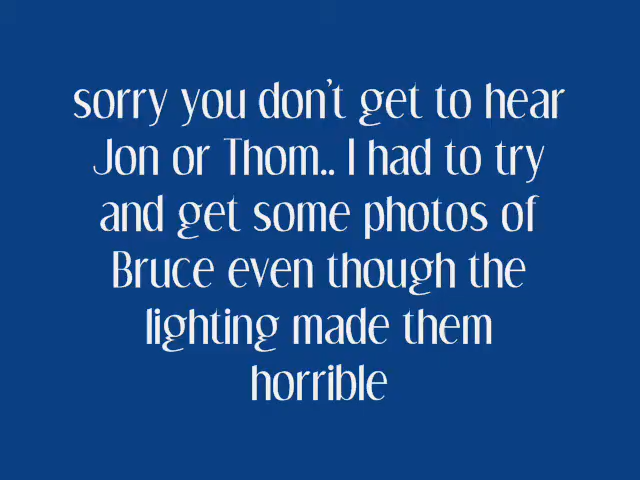 sorry you don't get to hear
Jon or Thom.. I had to try
and get some photos of
Bruce even though the
lighting made them
horrible